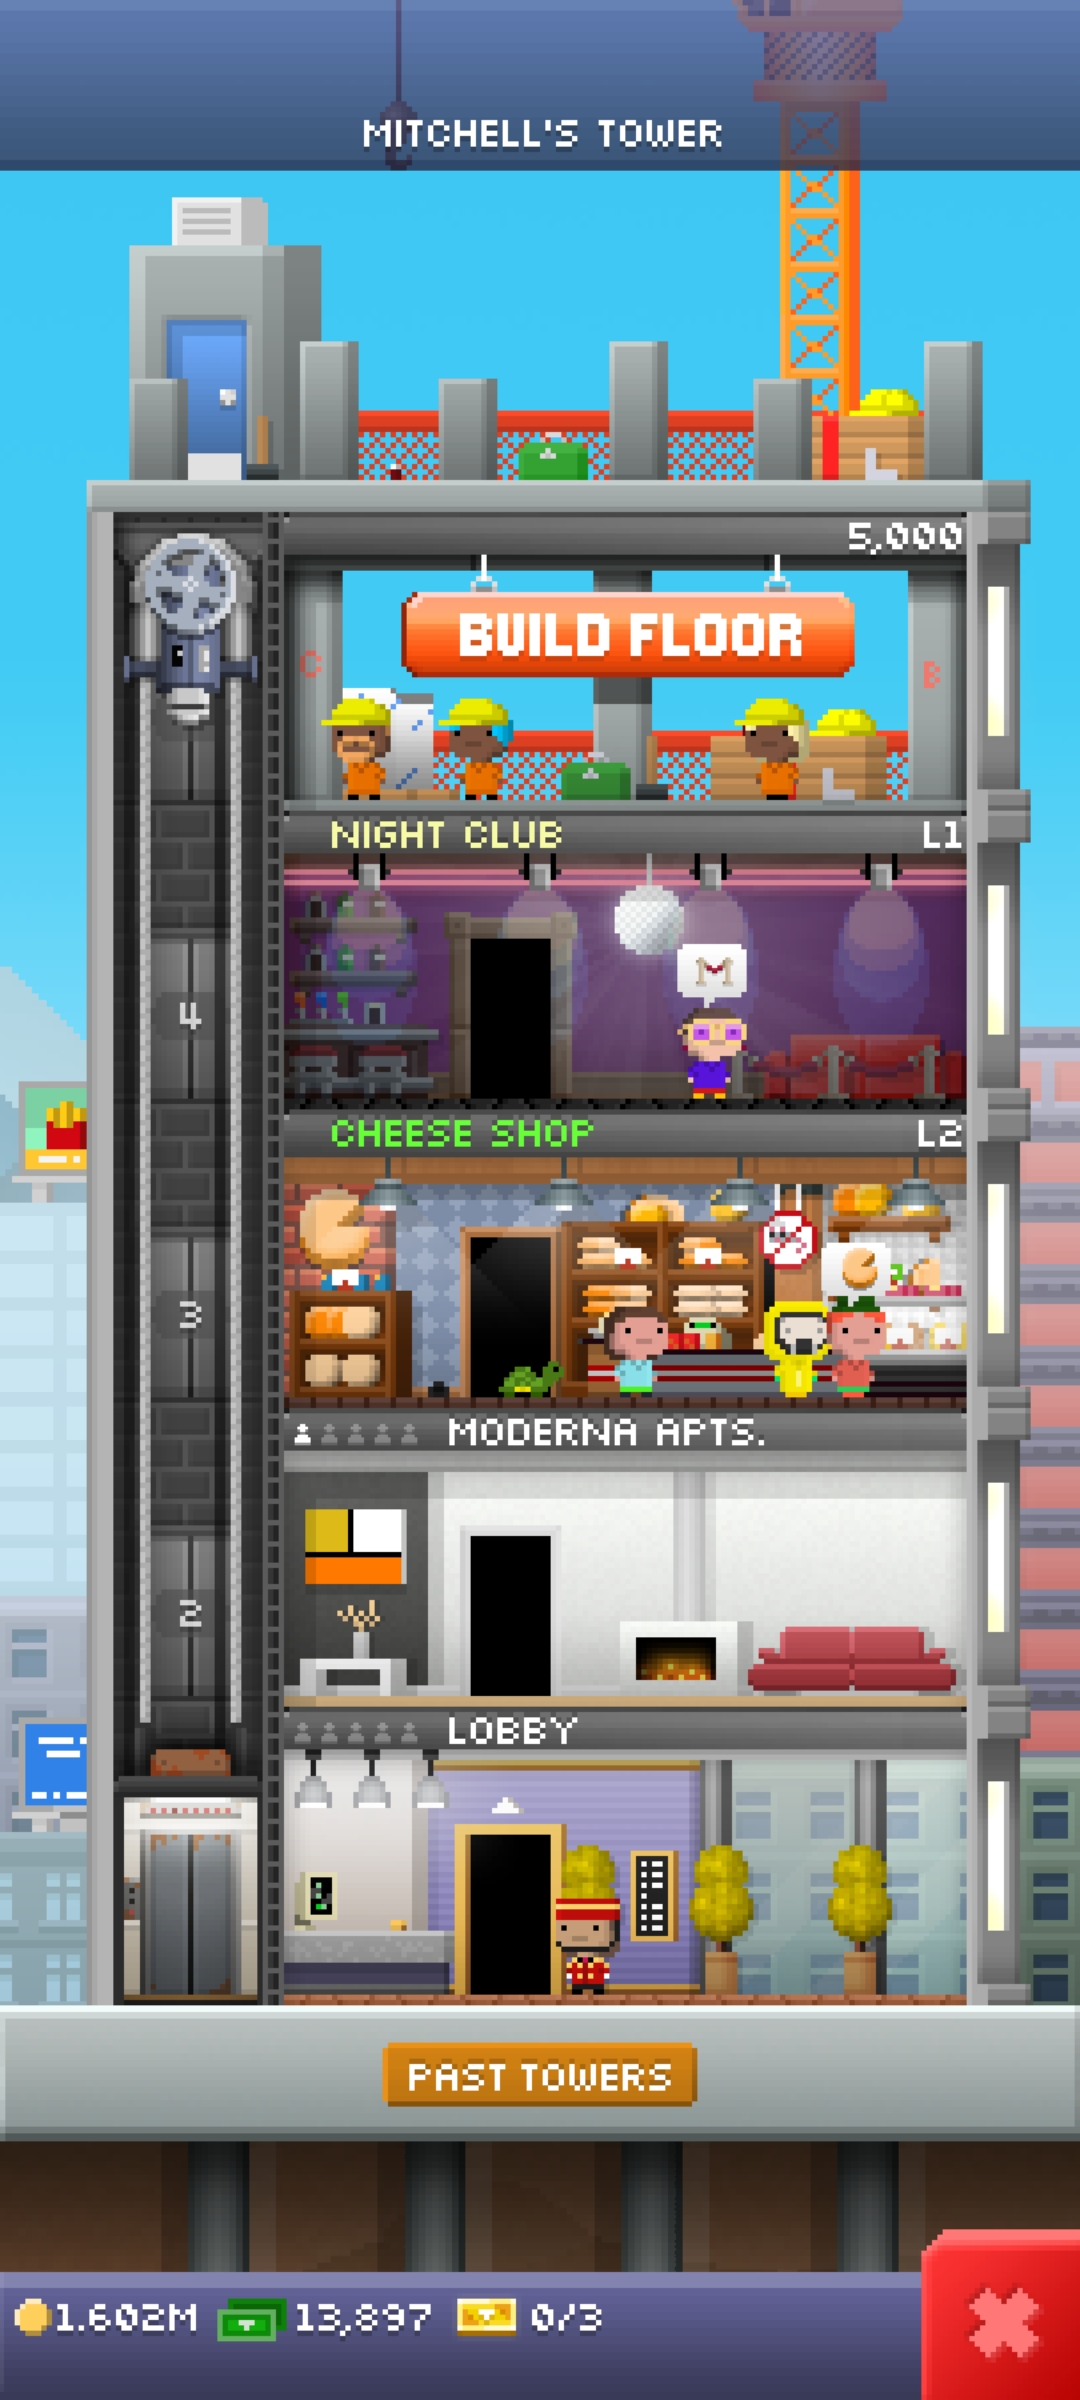 MITCHELL'S TOWER
5,000
BUILD FLOOR
C
B
NIGHT CLUB L1
4
CHEESE SHOP L2
3
MODERNA APTS.
2
LOBBY
PAST TOWERS
1.602M 13,897 0/3